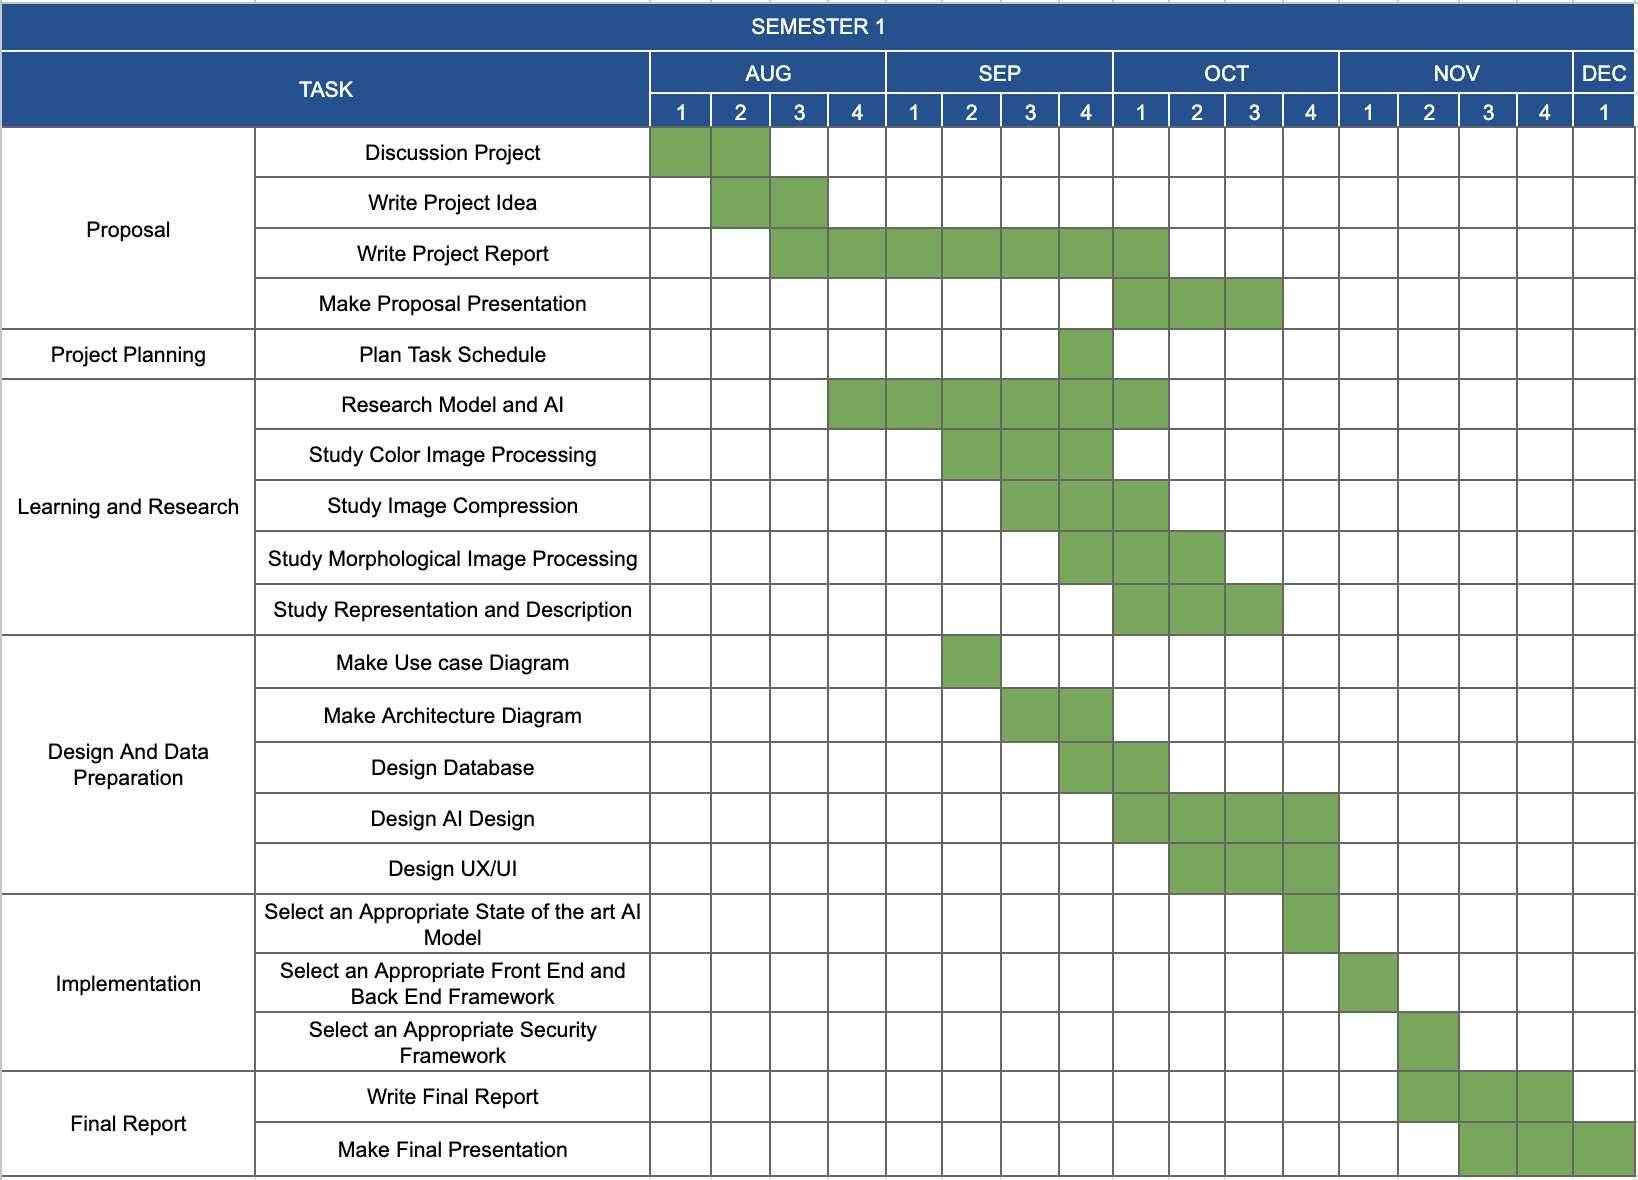 SEMESTER 1
TASK
AUG
SEP
OCT
NOV
DEC
1 2 3 4 1 2 3 4 1 2 3 4 1 2 3 4 1
Proposal
Discussion Project
Write Project Idea
Write Project Report
Make Proposal Presentation
Project Planning
Plan Task Schedule
Learning and Research
Research Model and AI
Study Color Image Processing
Study Image Compression
Study Morphological Image Processing
Study Representation and Description
Design And Data
Preparation
Make Use case Diagram
Make Architecture Diagram
Design Database
Design AI Design
Design UX/UI
Implementation
Select an Appropriate State of the art AI
Model
Select an Appropriate Front End and
Back End Framework
Select an Appropriate Security
Framework
Final Report
Write Final Report
Make Final Presentation